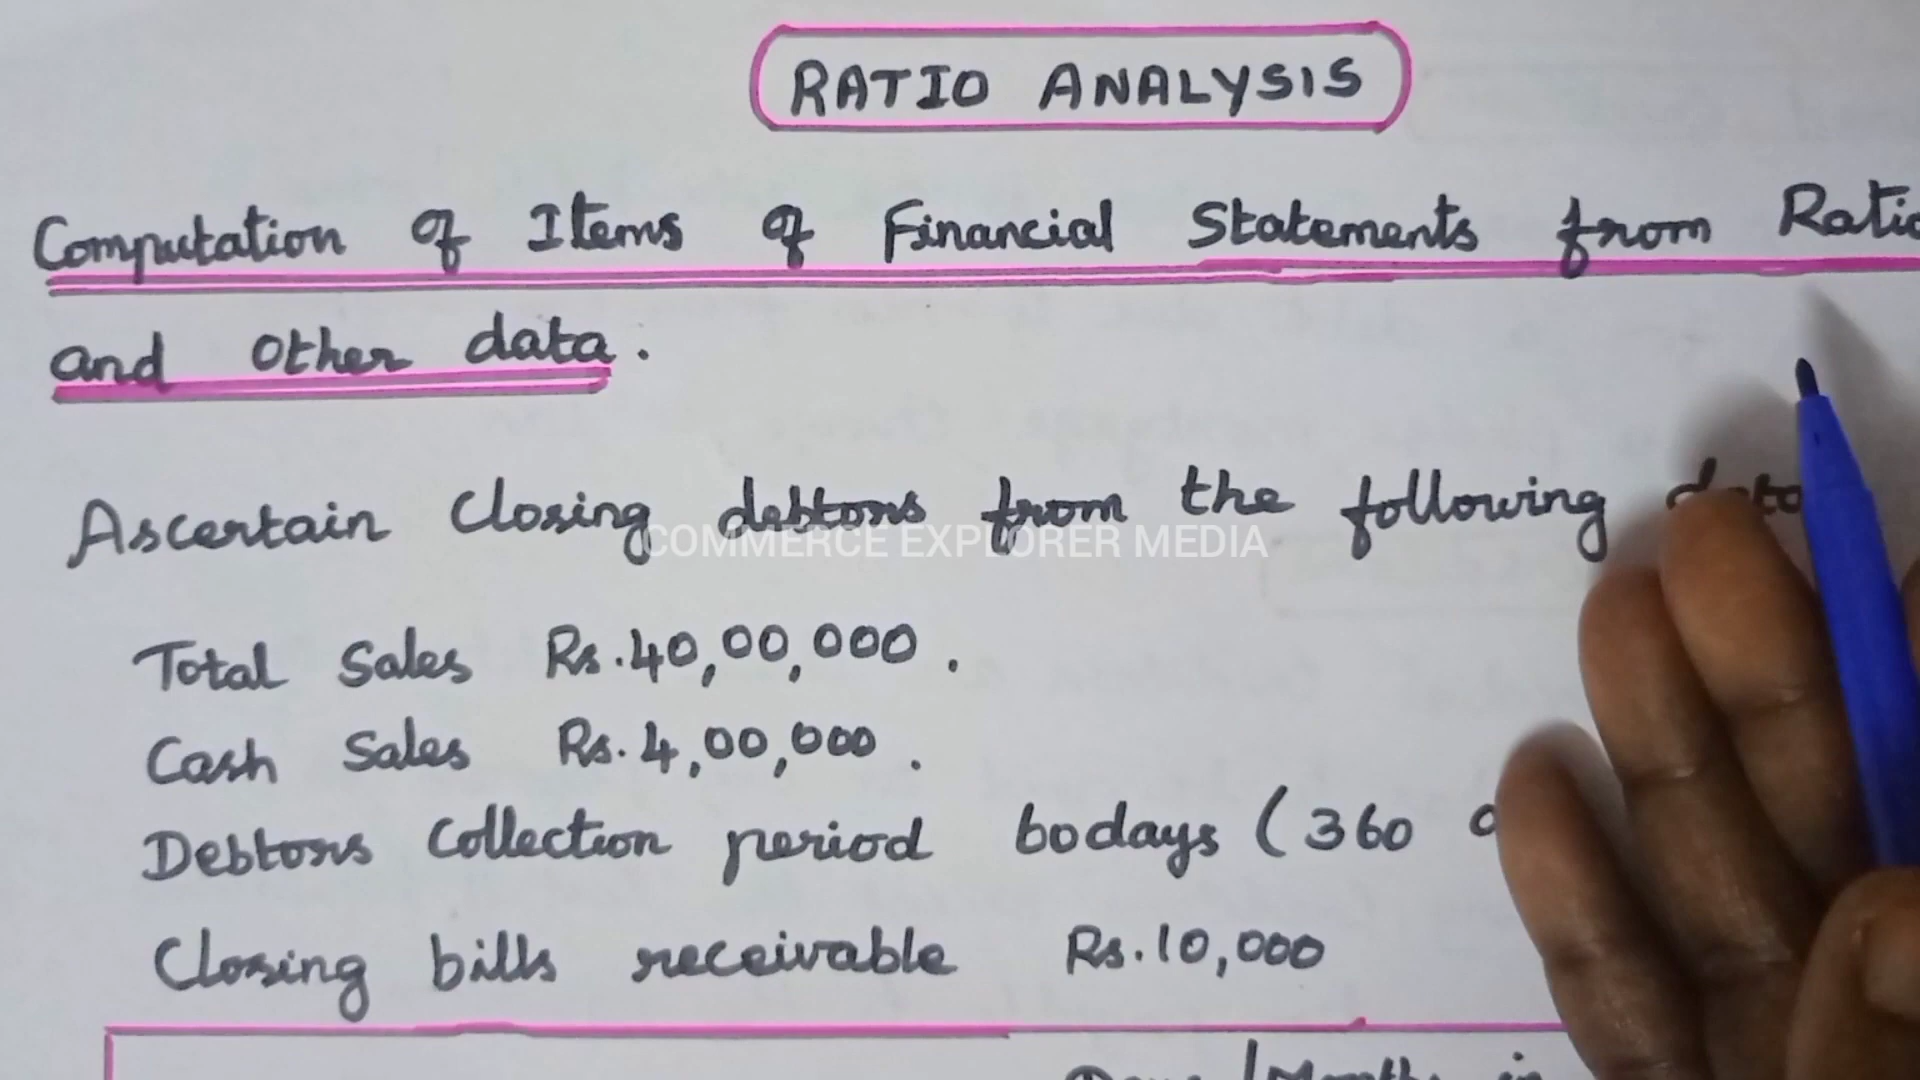 RATIO ANALYSIS
Computation of Items of Financial Statements from Ratio
and Other data.
Ascertain Closing debtors from the following
COMMERCE EXPLORER MEDIA
Total Sales Rs.40,00,000.
Cash Sales Rs.4,00,000.
Debtors Collection period 60days (360
Closing bills receivable Rs.10,000